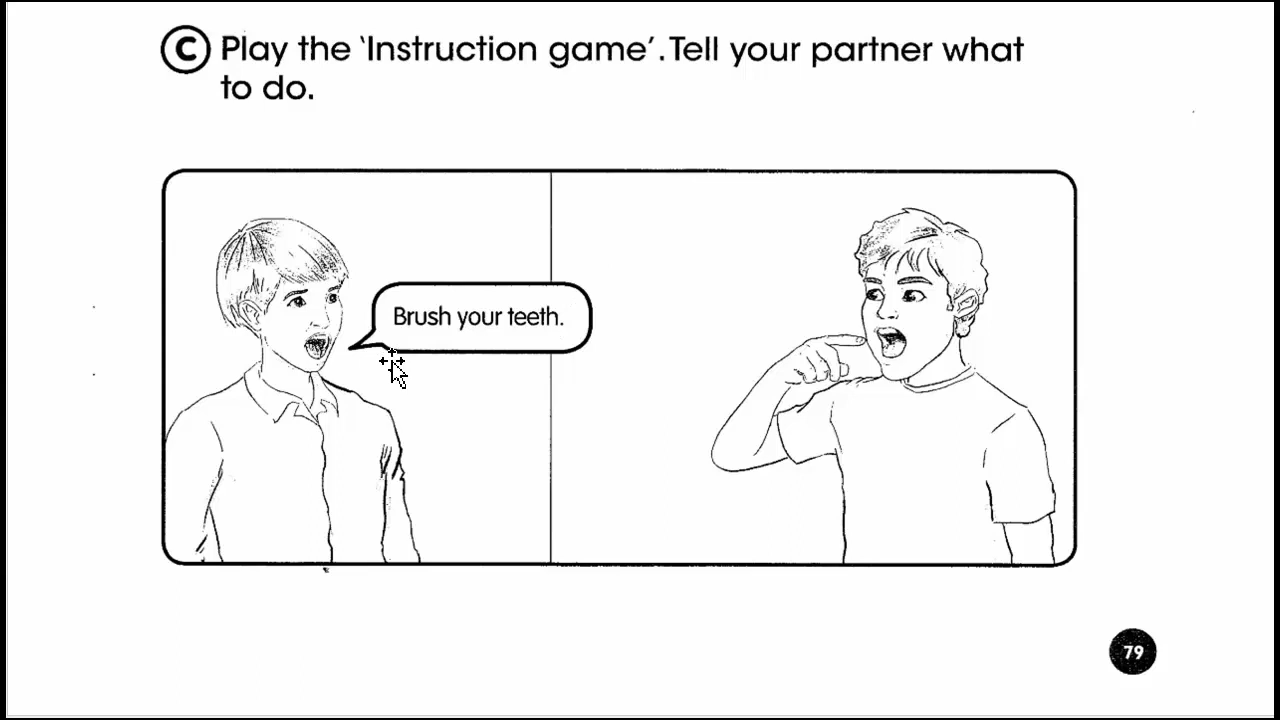 C Play the 'Instruction game'. Tell your partner what
to do.
Brush your teeth.
79